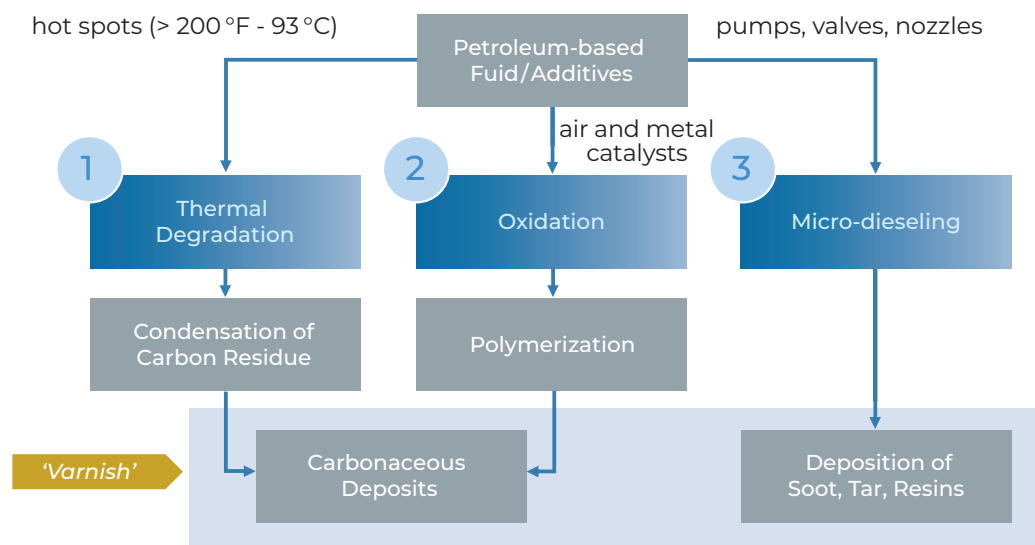 hot spots (> 200 °F - 93 °C)
Petroleum-based
Fuid/Additives
pumps, valves, nozzles
air and metal
catalysts
1
Thermal
Degradation
2
Oxidation
3
Micro-dieseling
Condensation of
Carbon Residue
Polymerization
'Varnish'
Carbonaceous
Deposits
Deposition of
Soot, Tar, Resins